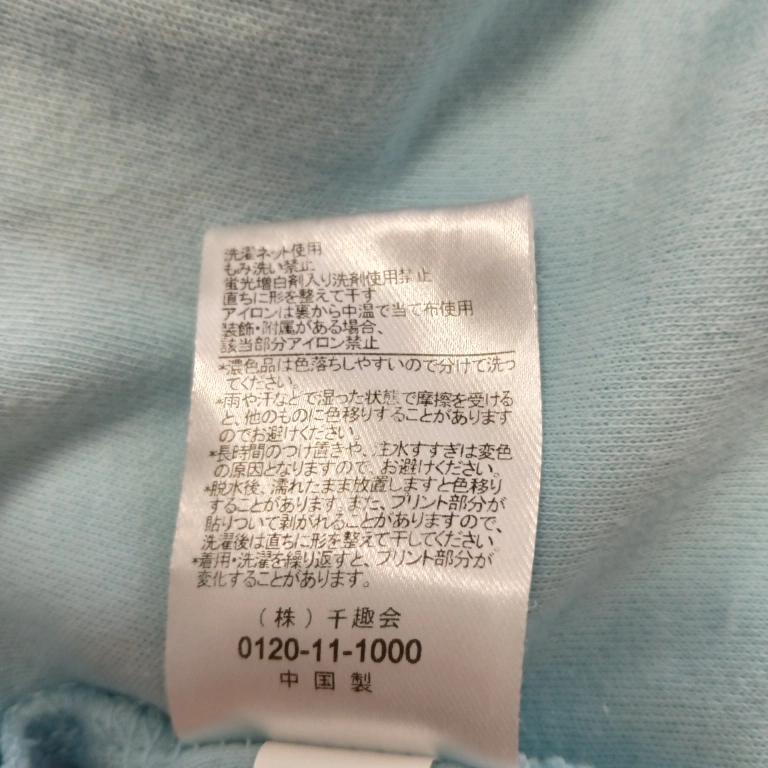 洗濯ネット使用
もみ洗い禁止
蛍光増白剤入り洗剤使用禁止
直ちに形を整えて干す
アイロンは裏から中温で当て布使用
装飾・附属がある場合、
該当部分アイロン禁止
*濃色品は色落ちしやすいので分けて洗っ
てください。
*雨や汗などで湿った状態で摩擦を受ける
と、他のものに色移りすることがあります
のでお避けください。
*長時間のつけ置きや、注水すすぎは変色
の原因となりますので、お避けください。
*脱水後、濡れたまま放置しますと色移り
することがあります。また、プリント部分が
貼りついて剥がれることがありますので、
洗濯後は直ちに形を整えて干してください
*着用・洗濯を繰り返すと、プリント部分が
変化することがあります。
（株）千趣会
0120-11-1000
中国製